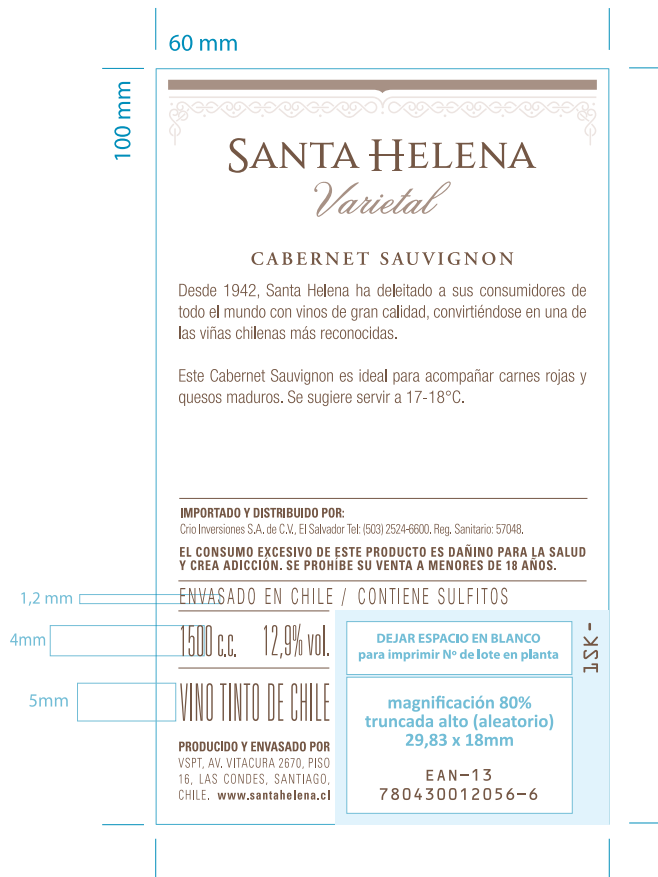 60 mm
100 mm
SANTA HELENA
Varietal
CABERNET SAUVIGNON
Desde 1942, Santa Helena ha deleitado a sus consumidores de
todo el mundo con vinos de gran calidad, convirtiéndose en una de
las viñas chilenas más reconocidas.
Este Cabernet Sauvignon es ideal para acompañar carnes rojas y
quesos maduros. Se sugiere servir a 17-18°C.
IMPORTADO Y DISTRIBUIDO POR:
Crio Inversiones S.A. de C.V., El Salvador Tel: (503) 2524-6600. Reg. Sanitario: 57048.
EL CONSUMO EXCESIVO DE ESTE PRODUCTO ES DAÑINO PARA LA SALUD
Y CREA ADICCIÓN. SE PROHÍBE SU VENTA A MENORES DE 18 AÑOS.
1,2 mm
ENVASADO EN CHILE / CONTIENE SULFITOS
4mm
1500 c.c. 12,9% vol.
5mm
VINO TINTO DE CHILE
PRODUCIDO Y ENVASADO POR
VSPT, AV. VITACURA 2670, PISO
16, LAS CONDES, SANTIAGO,
CHILE. www.santahelena.cl
DEJAR ESPACIO EN BLANCO
para imprimir Nº de lote en planta
1SK-
magnificación 80%
truncada alto (aleatorio)
29,83 x 18mm
EAN-13
780430012056-6